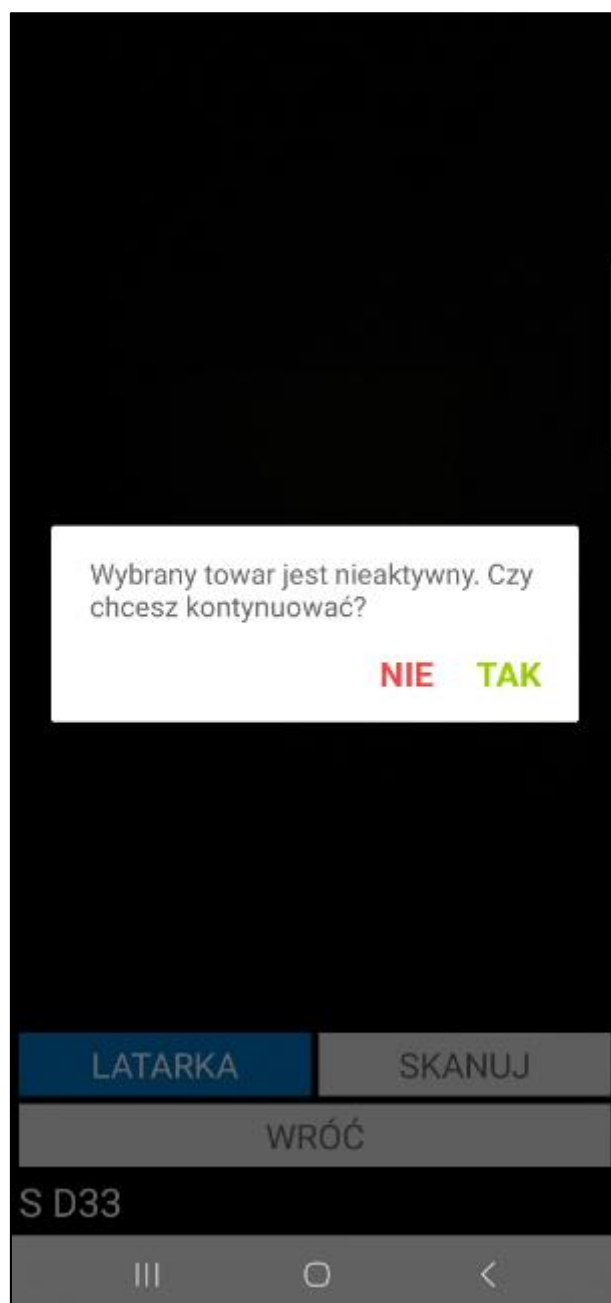 Wybrany towar jest nieaktywny. Czy
chcesz kontynuować?
NIE TAK
LATARKA SKANUJ
WRÓĆ
S D33